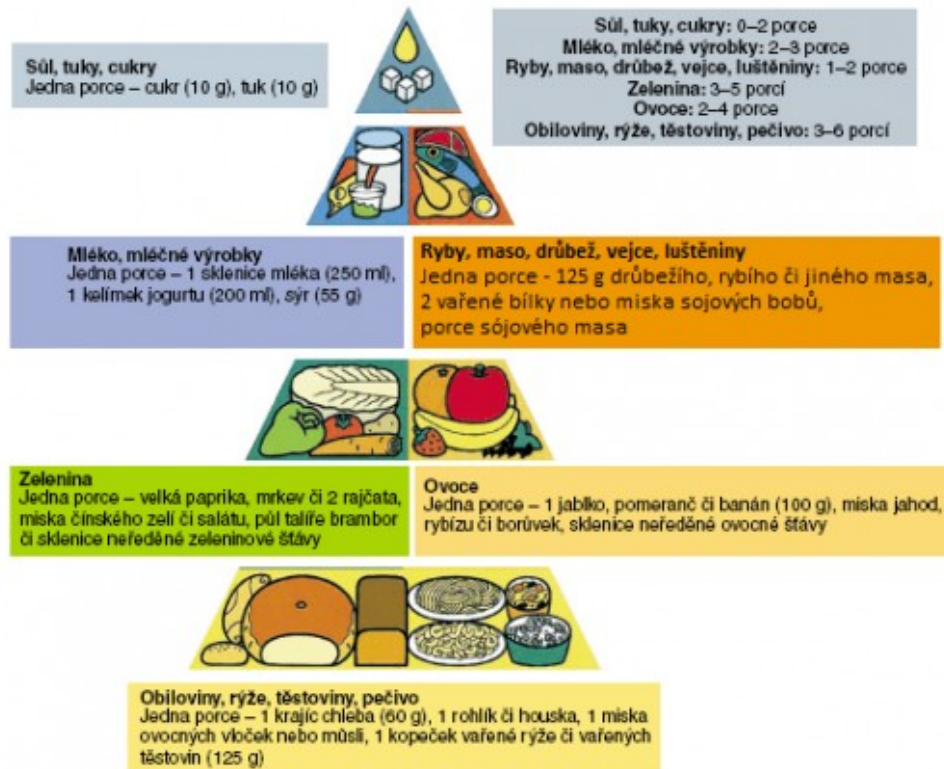 Sůl, tuky, cukry
Jedna porce – cukr (10 g), tuk (10 g)
Sůl, tuky, cukry: 0–2 porce
Mléko, mléčné výrobky: 2–3 porce
Ryby, maso, drůbež, vejce, luštěniny: 1–2 porce
Zelenina: 3–5 porcí
Ovoce: 2–4 porce
Obiloviny, rýže, těstoviny, pečivo: 3–6 porcí
Mléko, mléčné výrobky
Jedna porce – 1 sklenice mléka (250 ml),
1 kelímek jogurtu (200 ml), sýr (55 g)
Ryby, maso, drůbež, vejce, luštěniny
Jedna porce - 125 g drůbežího, rybího či jiného masa,
2 vařené bílky nebo miska sojových bobů,
porce sójového masa
Zelenina
Jedna porce – velká paprika, mrkev či 2 rajčata,
miska čínského zelí či salátu, půl talíře brambor
či sklenice neředěné zeleninové šťávy
Ovoce
Jedna porce – 1 jablko, pomeranč či banán (100 g), miska jahod,
rybízu či borůvek, sklenice neředěné ovocné šťávy
Obiloviny, rýže, těstoviny, pečivo
Jedna porce – 1 krajíc chleba (60 g), 1 rohlík či houska, 1 miska
ovocných vloček nebo műsli, 1 kopeček vařené rýže či vařených
těstovin (125 g)